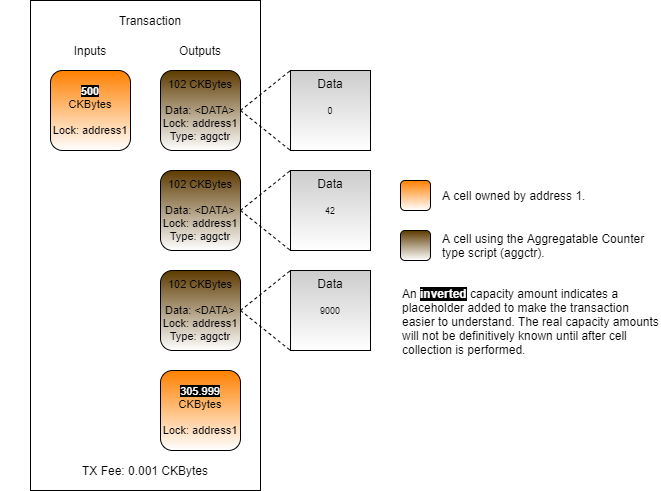 Transaction
Inputs
Outputs
500
CKBytes
Lock: address1
102 CKBytes
Data: <DATA>
Lock: address1
Type: aggctr
Data
0
102 CKBytes
Data: <DATA>
Lock: address1
Type: aggctr
Data
42
102 CKBytes
Data: <DATA>
Lock: address1
Type: aggctr
Data
9000
305.999
CKBytes
Lock: address1
TX Fee: 0.001 CKBytes
A cell owned by address 1.
A cell using the Aggregatable Counter
type script (aggctr).
An inverted capacity amount indicates a
placeholder added to make the transaction
easier to understand. The real capacity amounts
will not be definitively known until after cell
collection is performed.